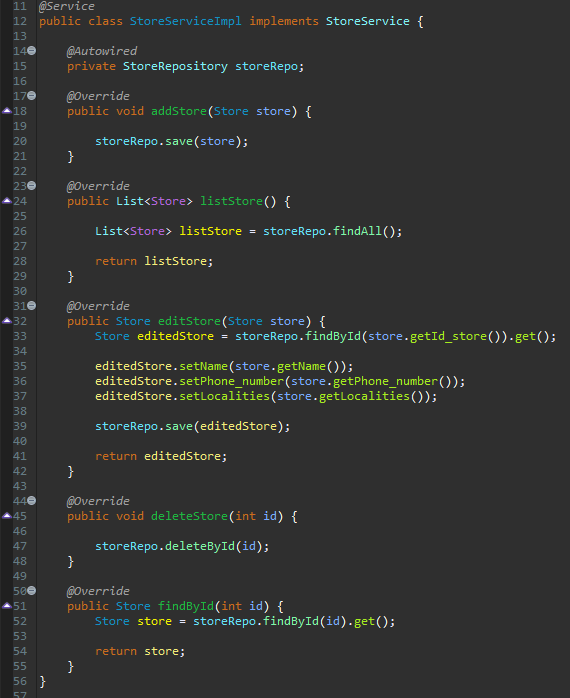 11 @Service
12 public class StoreServiceImpl implements StoreService {
13
14 @Autowired
15 private StoreRepository storeRepo;
16
17 @Override
18 public void addStore(Store store) {
19
20 storeRepo.save(store);
21 }
22
23 @Override
24 public List<Store> listStore() {
25
26 List<Store> listStore = storeRepo.findAll();
27
28 return listStore;
29 }
30
31 @Override
32 public Store editStore(Store store) {
33 Store editedStore = storeRepo.findById(store.getId_store()).get();
34
35 editedStore.setName(store.getName());
36 editedStore.setPhone_number(store.getPhone_number());
37 editedStore.setLocalities(store.getLocalities());
38
39 storeRepo.save(editedStore);
40
41 return editedStore;
42 }
43
44 @Override
45 public void deleteStore(int id) {
46
47 storeRepo.deleteById(id);
48 }
49
50 @Override
51 public Store findById(int id) {
52 Store store = storeRepo.findById(id).get();
53
54 return store;
55 }
56 }
57